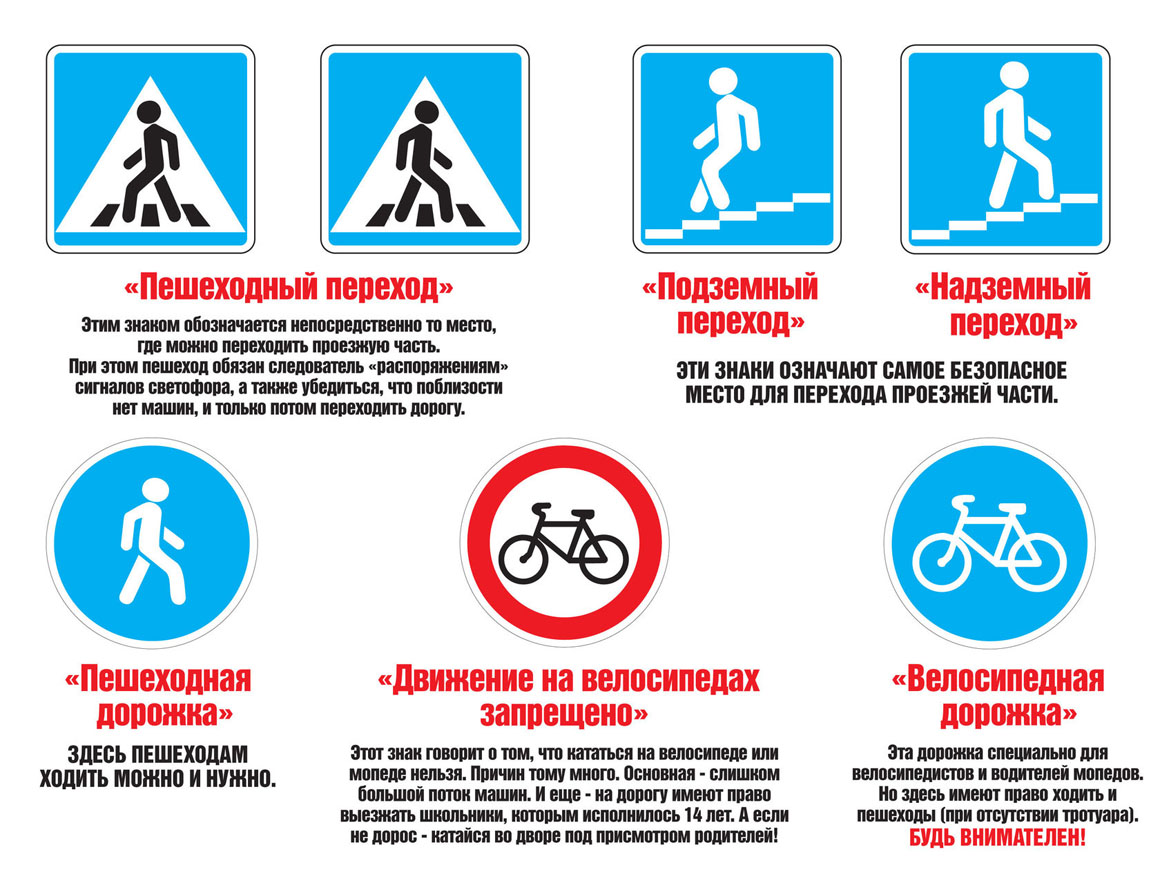 «Пешеходный переход»
Этим знаком обозначается непосредственно то место,
где можно переходить проезжую часть.
При этом пешеход обязан следователь «распоряжениям»
сигналов светофора, а также убедиться, что поблизости
нет машин, и только потом переходить дорогу.
«Подземный
переход»
«Надземный
переход»
ЭТИ ЗНАКИ ОЗНАЧАЮТ САМОЕ БЕЗОПАСНОЕ
МЕСТО ДЛЯ ПЕРЕХОДА ПРОЕЗЖЕЙ ЧАСТИ.
«Пешеходная
дорожка»
ЗДЕСЬ ПЕШЕХОДАМ
ХОДИТЬ МОЖНО И НУЖНО.
«Движение на велосипедах
запрещено»
Этот знак говорит о том, что кататься на велосипеде или
мопеде нельзя. Причин тому много. Основная - слишком
большой поток машин. И еще - на дорогу имеют право
выезжать школьники, которым исполнилось 14 лет. А если
не дорос - катайся во дворе под присмотром родителей!
«Велосипедная
дорожка»
Эта дорожка специально для
велосипедистов и водителей мопедов.
Но здесь имеют право ходить и
пешеходы (при отсутствии тротуара).
БУДЬ ВНИМАТЕЛЕН!